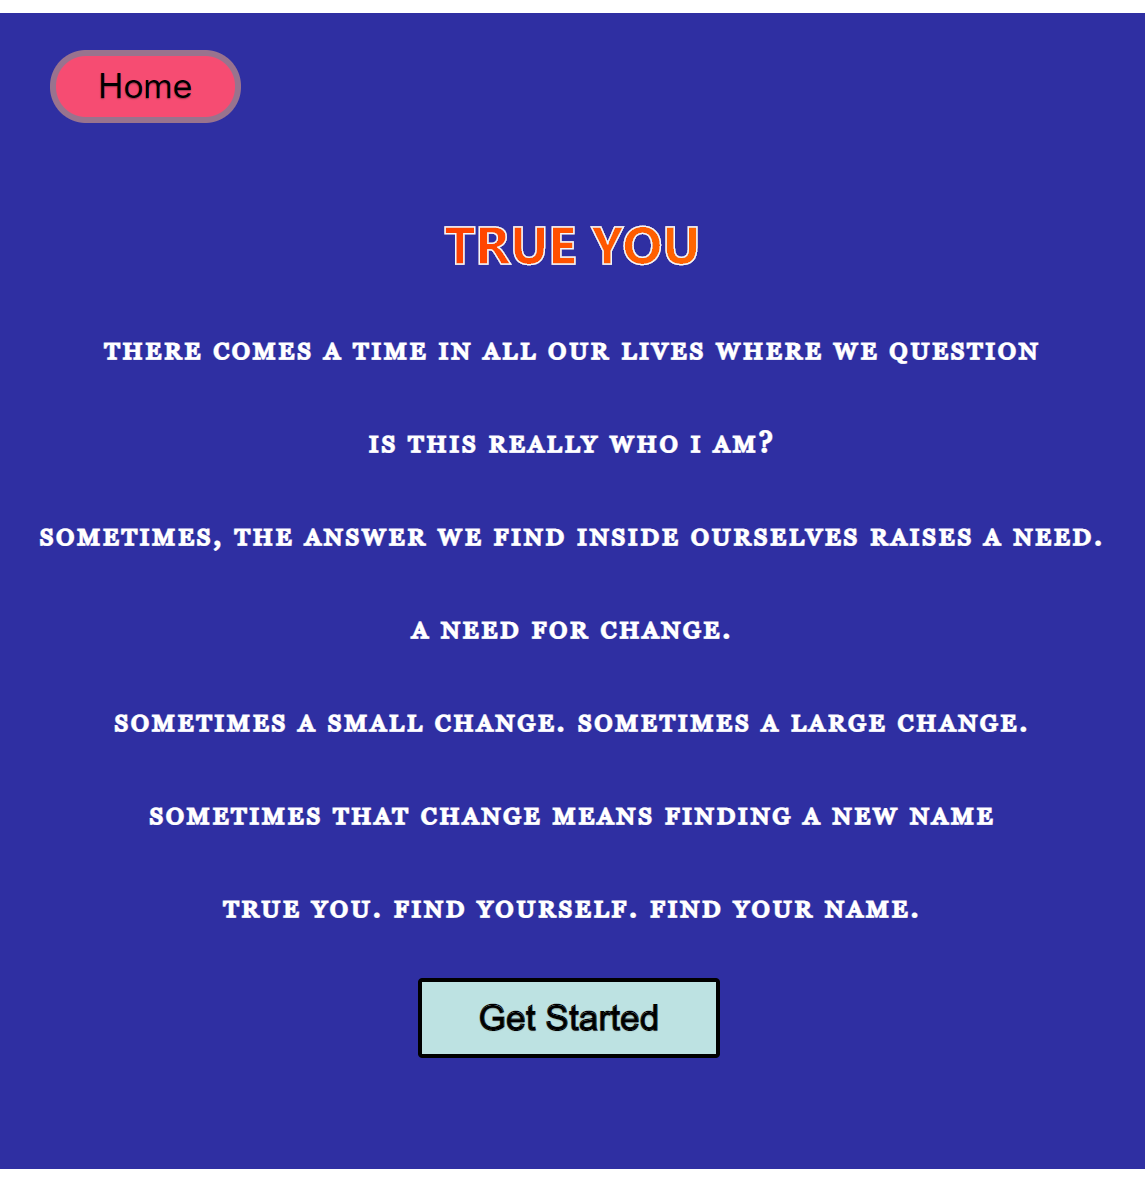 Home
TRUE YOU
THERE COMES A TIME IN ALL OUR LIVES WHERE WE QUESTION
IS THIS REALLY WHO I AM?
SOMETIMES, THE ANSWER WE FIND INSIDE OURSELVES RAISES A NEED.
A NEED FOR CHANGE.
SOMETIMES A SMALL CHANGE. SOMETIMES A LARGE CHANGE.
SOMETIMES THAT CHANGE MEANS FINDING A NEW NAME
TRUE YOU. FIND YOURSELF. FIND YOUR NAME.
Get Started